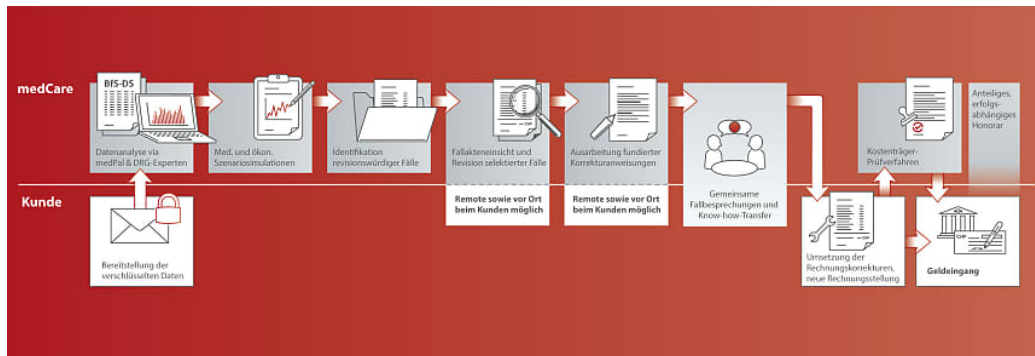 medCare
BfS-DS
Datenanalyse via
medPal & DRG-Experten
Med. und ökon.
Szenariosimulationen
Identifikation
revisionswürdiger Fälle
Fallakteneinsicht und
Revision selektierter Fälle
Ausarbeitung fundierter
Korrekturanweisungen
Kostenträger-
Prüfverfahren
Anteiliges,
erfolgs-
abhängiges
Honorar
Kunde
Bereitstellung der
verschlüsselten Daten
Remote sowie vor Ort
beim Kunden möglich
Remote sowie vor Ort
beim Kunden möglich
Gemeinsame
Fallbesprechungen und
Know-how-Transfer
Umsetzung der
Rechnungskorrekturen,
neue Rechnungsstellung
CHF
Geldeingang